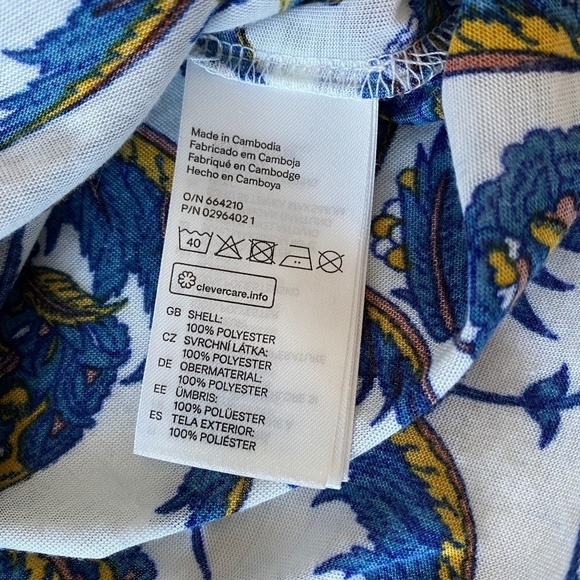 Made in Cambodia
Fabricado em Camboja
Fabriqué en Cambodge
Hecho en Camboya
O/N 664210
P/N 02964021
40
clevercare.info
GB SHELL:
100% POLYESTER
CZ SVRCHNÍ LÁTKA:
100% POLYESTER
DE OBERMATERIAL:
100% POLYESTER
EE ÜMBRIS:
100% POLÜESTER
ES TELA EXTERIOR:
100% POLIÉSTER